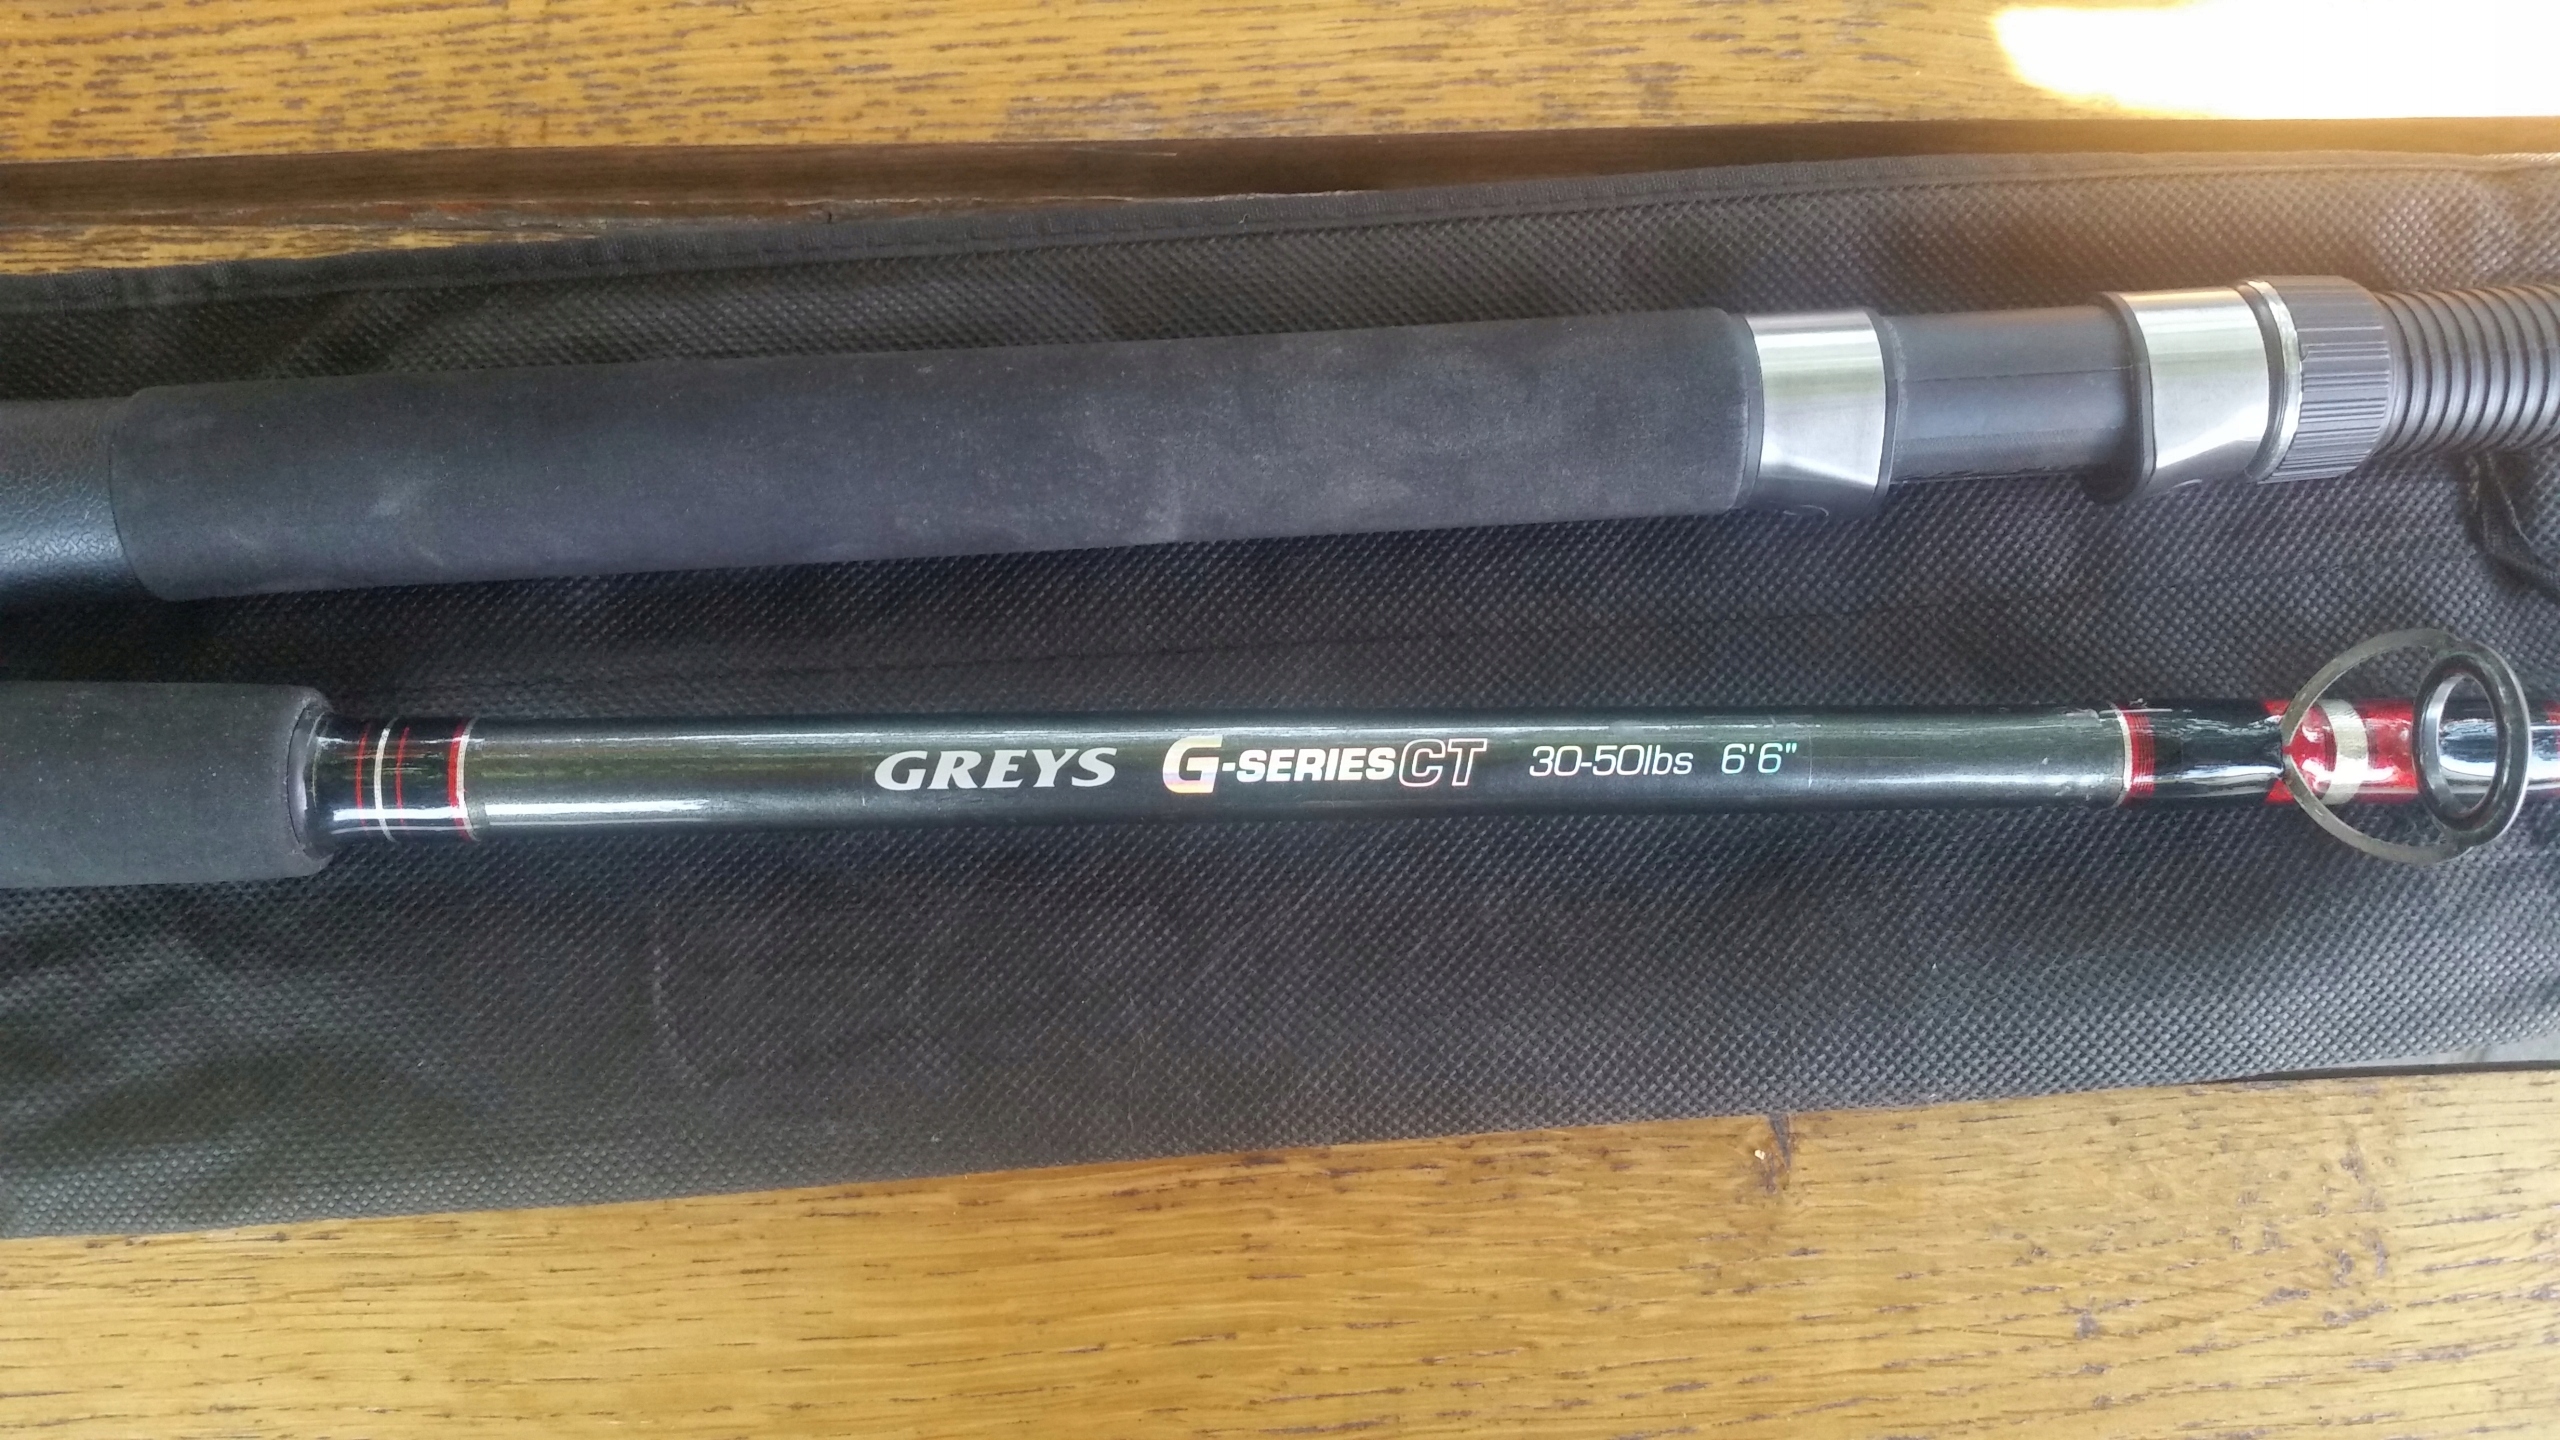 GREYS G-SERIES CT 30-50lbs 6'6"